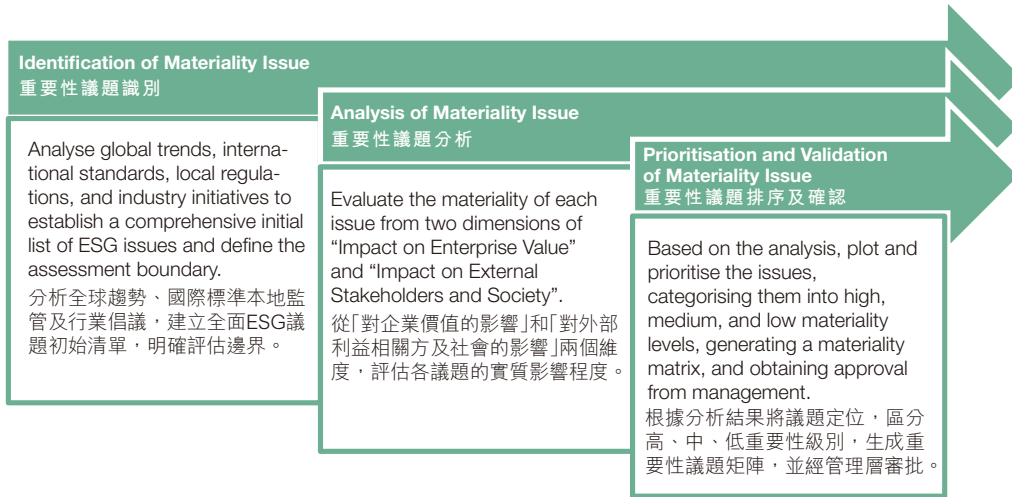 Identification of Materiality Issue
重要性議題識別
Analyse global trends, interna-
tional standards, local regula-
tions, and industry initiatives to
establish a comprehensive initial
list of ESG issues and define the
assessment boundary.
分析全球趨勢、國際標準本地監
管及行業倡議，建立全面ESG議
題初始清單，明確評估邊界。
Analysis of Materiality Issue
重要性議題分析
Evaluate the materiality of each
issue from two dimensions of
“Impact on Enterprise Value”
and “Impact on External
Stakeholders and Society”.
從「對企業價值的影響」和「對外部
利益相關方及社會的影響」兩個維
度，評估各議題的實質影響程度。
Prioritisation and Validation
of Materiality Issue
重要性議題排序及確認
Based on the analysis, plot and
prioritise the issues,
categorising them into high,
medium, and low materiality
levels, generating a materiality
matrix, and obtaining approval
from management.
根據分析結果將議題定位，區分
高、中、低重要性級別，生成重
要性議題矩陣，並經管理層審批。